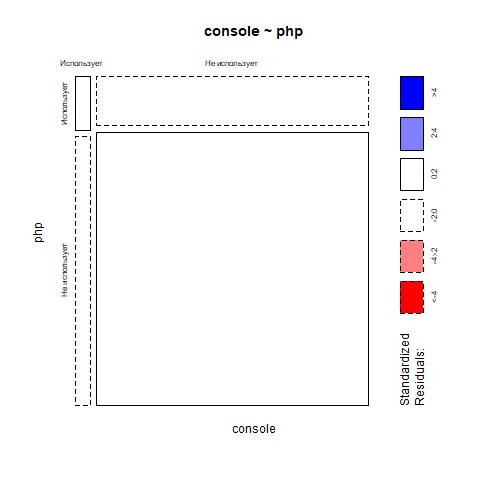 console ~ php
Использует
Не использует
Использует
Не использует
php
console
>4
2:4
0:2
-2:0
-4:-2
<-4
Standardized
Residuals: